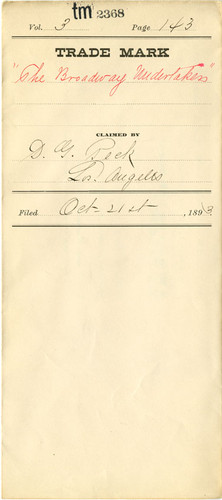 tm 2368
Vol. 3 Page 143
TRADE MARK
"The Broadway Undertakers"
CLAIMED BY
D. G. Peck
Los Angeles
Filed Oct- 21st , 1893.